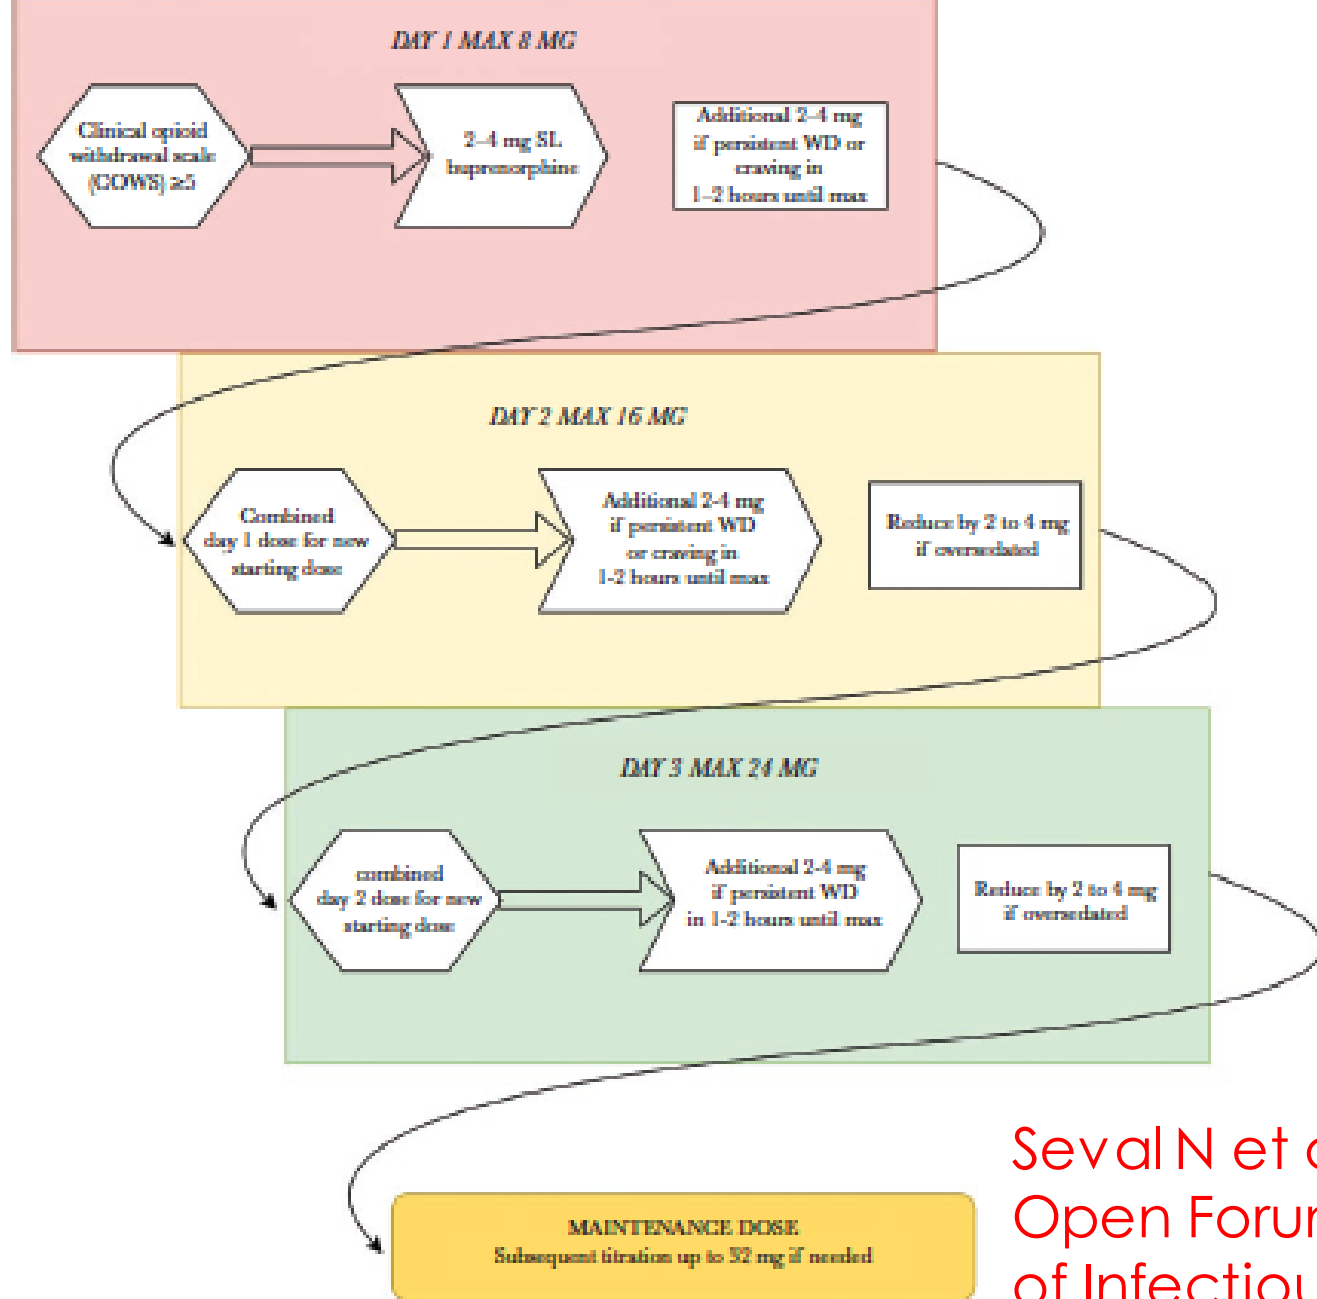 DAY 1 MAX 8 MG
Clinical opioid
withdrawal scale
(COWS) ≥5
2–4 mg SL
buprenorphine
Additional 2–4 mg
if persistent WD or
craving in
1–2 hours until max
DAY 2 MAX 16 MG
Combined
day 1 dose for new
starting dose
Additional 2-4 mg
if persistent WD
or craving in
1-2 hours until max
Reduce by 2 to 4 mg
if oversedated
DAY 3 MAX 24 MG
combined
day 2 dose for new
starting dose
Additional 2-4 mg
if persistent WD
in 1-2 hours until max
Reduce by 2 to 4 mg
if oversedated
MAINTENANCE DOSE
Subsequent titration up to 32 mg if needed
Seval N et
Open
of